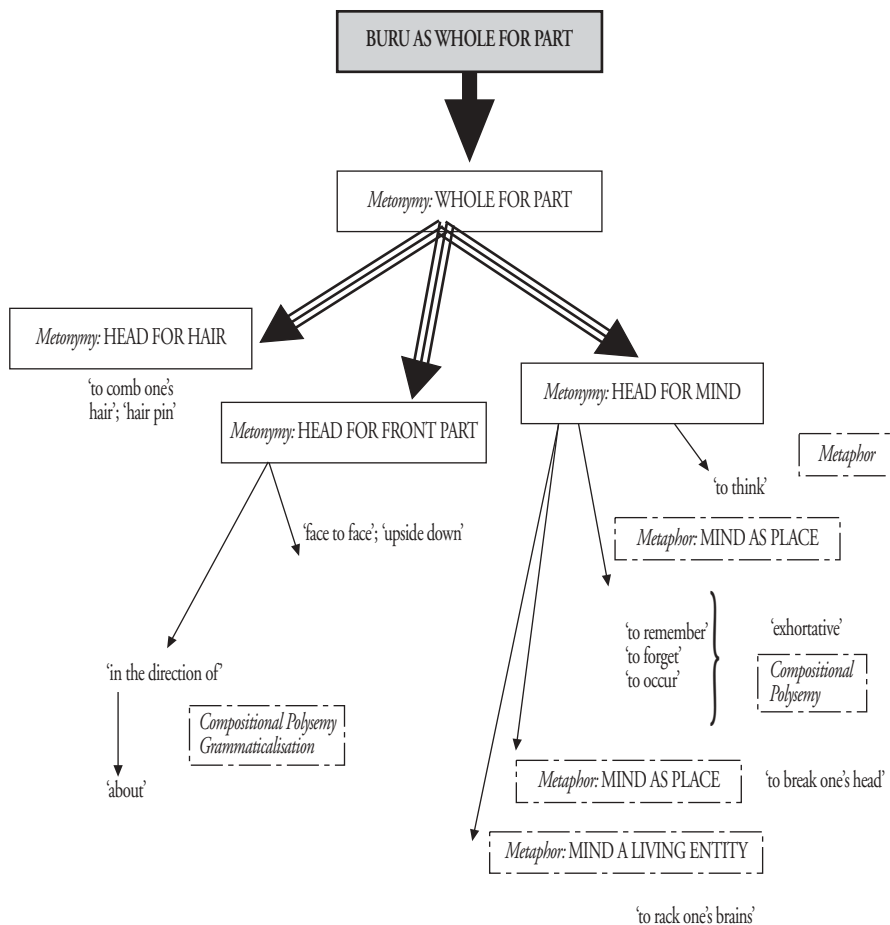 BURU AS WHOLE FOR PART
Metonymy: WHOLE FOR PART
Metonymy: HEAD FOR HAIR
‘to comb one’s
hair’; ‘hair pin’
Metonymy: HEAD FOR FRONT PART
‘face to face’; ‘upside down’
‘in the direction of’
Compositional Polysemy
Grammaticalisation
‘about’
Metonymy: HEAD FOR MIND
‘to think’
Metaphor
Metaphor: MIND AS PLACE
‘to remember’
‘to forget’
‘to occur’
‘exhortative’
Compositional
Polysemy
Metaphor: MIND AS PLACE
‘to break one’s head’
Metaphor: MIND A LIVING ENTITY
‘to rack one’s brains’